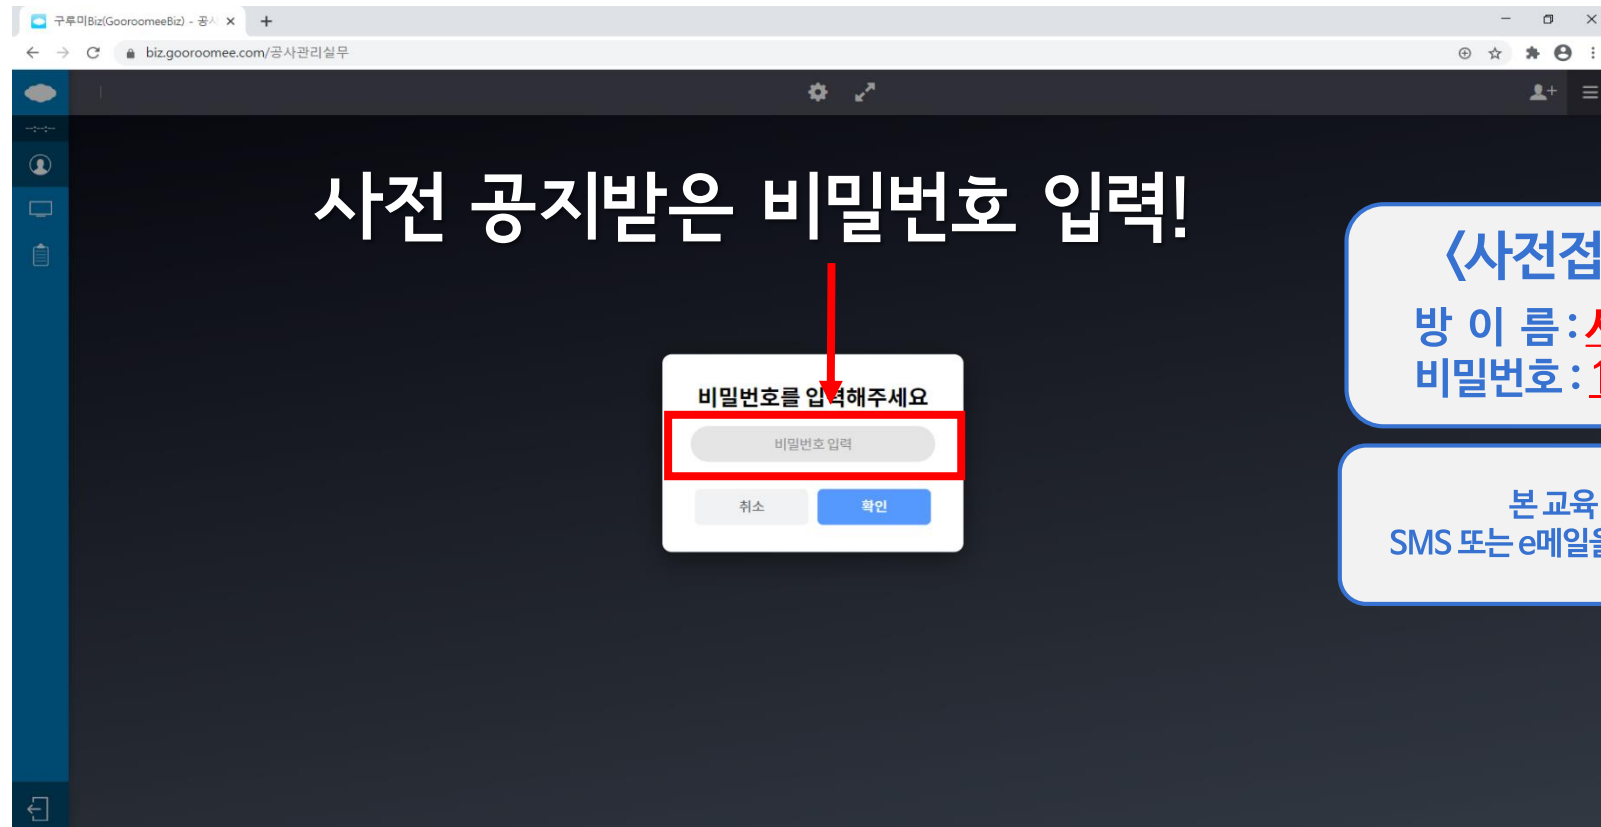 구루미Biz(GooroomeeBiz) - 공사
biz.gooroomee.com/공사관리실무
--:--:--
사전 공지받은 비밀번호 입력!
비밀번호를 입력해주세요
비밀번호 입력
취소
확인
〈사전접
방 이 름 :
비밀번호 : 1
본 교육
SMS 또는 e메일을